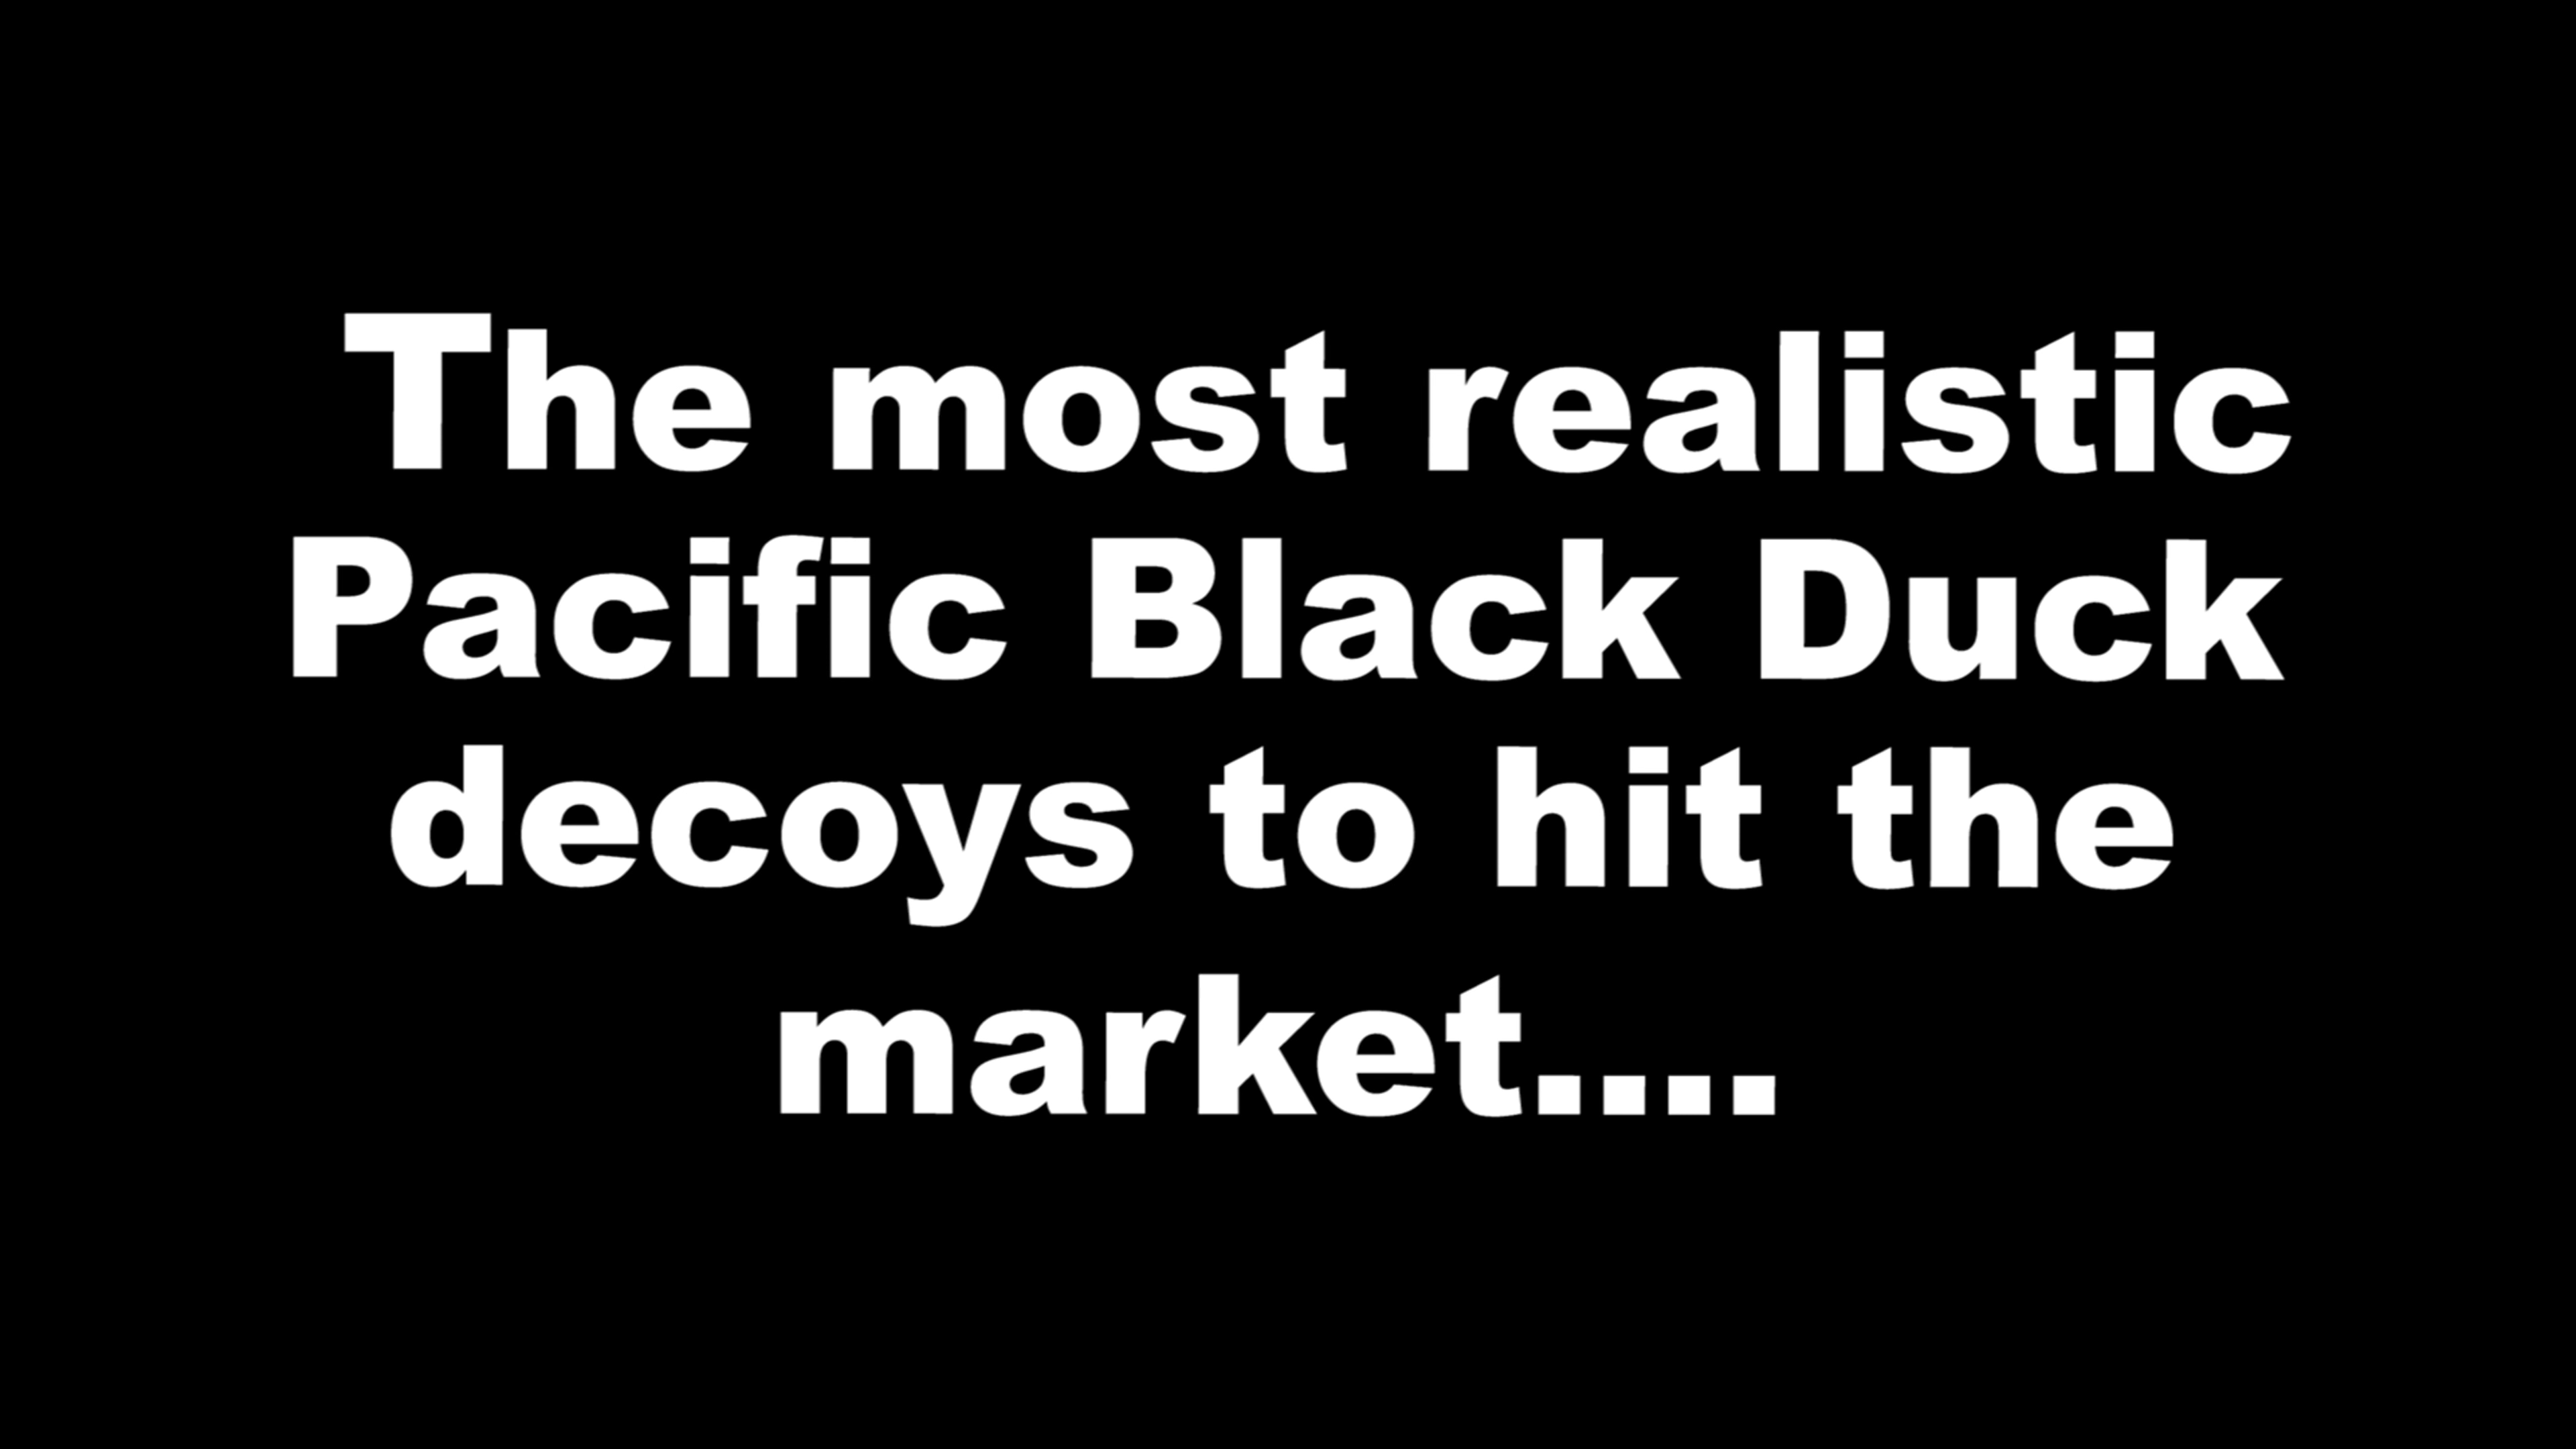 The most realistic
Pacific Black Duck
decoys to hit the
market....